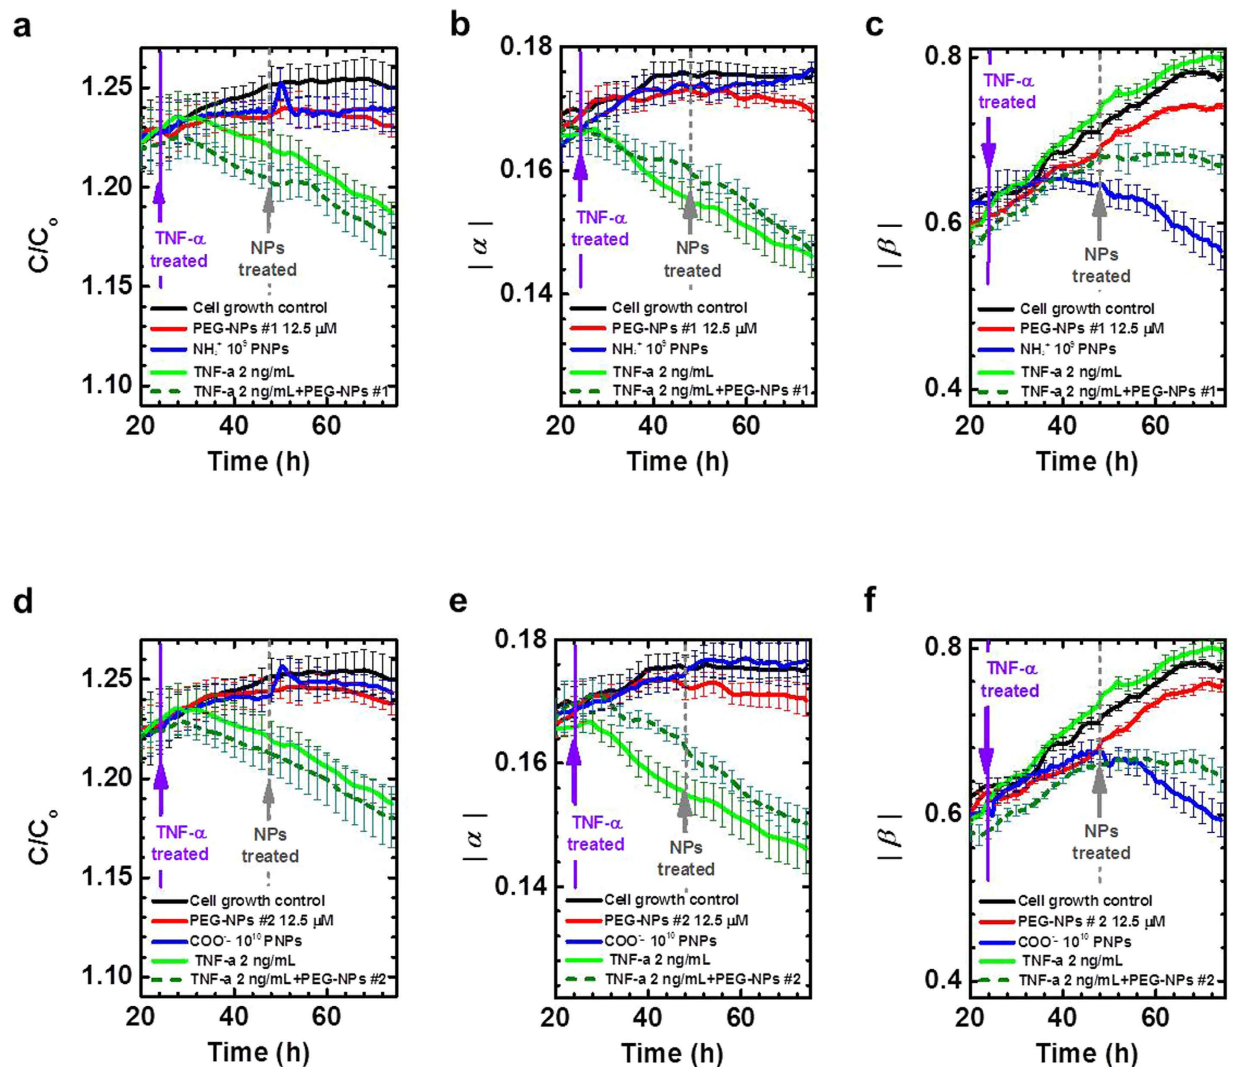 a
1.25
1.20
1.15
1.10
C/Co
TNF-α
treated
NPs
treated
Cell growth control
PEG-NPs #1 12.5 µM
10⁹ PNPs
TNF-a 2 ng/mL
TNF-a 2 ng/mL+PEG-NPs #1
20 40 60
Time (h)
b
0.18
0.16
0.14
| α |
TNF-α
treated
NPs
treated
Cell growth control
PEG-NPs #1 12.5 µM
10⁹ PNPs
TNF-a 2 ng/mL
TNF-a 2 ng/mL+PEG-NPs #1
20 40 60
Time (h)
c
0.8
0.6
0.4
| β |
TNF-α
treated
NPs
treated
Cell growth control
PEG-NPs #1 12.5 µM
10⁹ PNPs
TNF-a 2 ng/mL
TNF-a 2 ng/mL+PEG-NPs #1
20 40 60
Time (h)
d
1.25
1.20
1.15
1.10
C/Co
TNF-α
treated
NPs
treated
Cell growth control
PEG-NPs #2 12.5 µM
COO⁻- 10¹⁰ PNPs
TNF-a 2 ng/mL
TNF-a 2 ng/mL+PEG-NPs #2
20 40 60
Time (h)
e
0.18
0.16
0.14
| α |
TNF-α
treated
NPs
treated
Cell growth control
PEG-NPs #2 12.5 µM
COO⁻- 10¹⁰ PNPs
TNF-a 2 ng/mL
TNF-a 2 ng/mL+PEG-NPs #2
20 40 60
Time (h)
f
0.8
0.6
0.4
| β |
TNF-α
treated
NPs
treated
Cell growth control
PEG-NPs #2 12.5 µM
COO⁻- 10¹⁰ PNPs
TNF-a 2 ng/mL
TNF-a 2 ng/mL+PEG-NPs #2
20 40 60
Time (h)